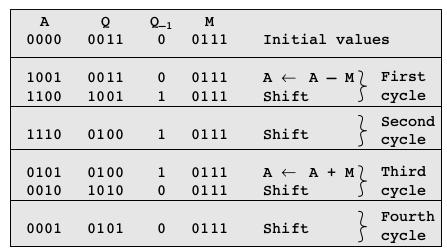 A Q Q₋₁ M
0000 0011 0 0111 Initial values
1001 0011 0 0111 A ← A − M } First
1100 1001 1 0111 Shift cycle
Second
1110 0100 1 0111 Shift } cycle
0101 0100 1 0111 A ← A + M } Third
0010 1010 0 0111 Shift cycle
Fourth
0001 0101 0 0111 Shift } cycle